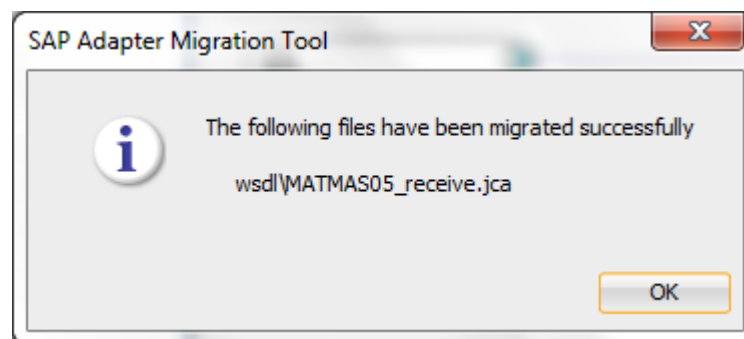 SAP Adapter Migration Tool
The following files have been migrated successfully
wsdl\MATMAS05_receive.jca
OK